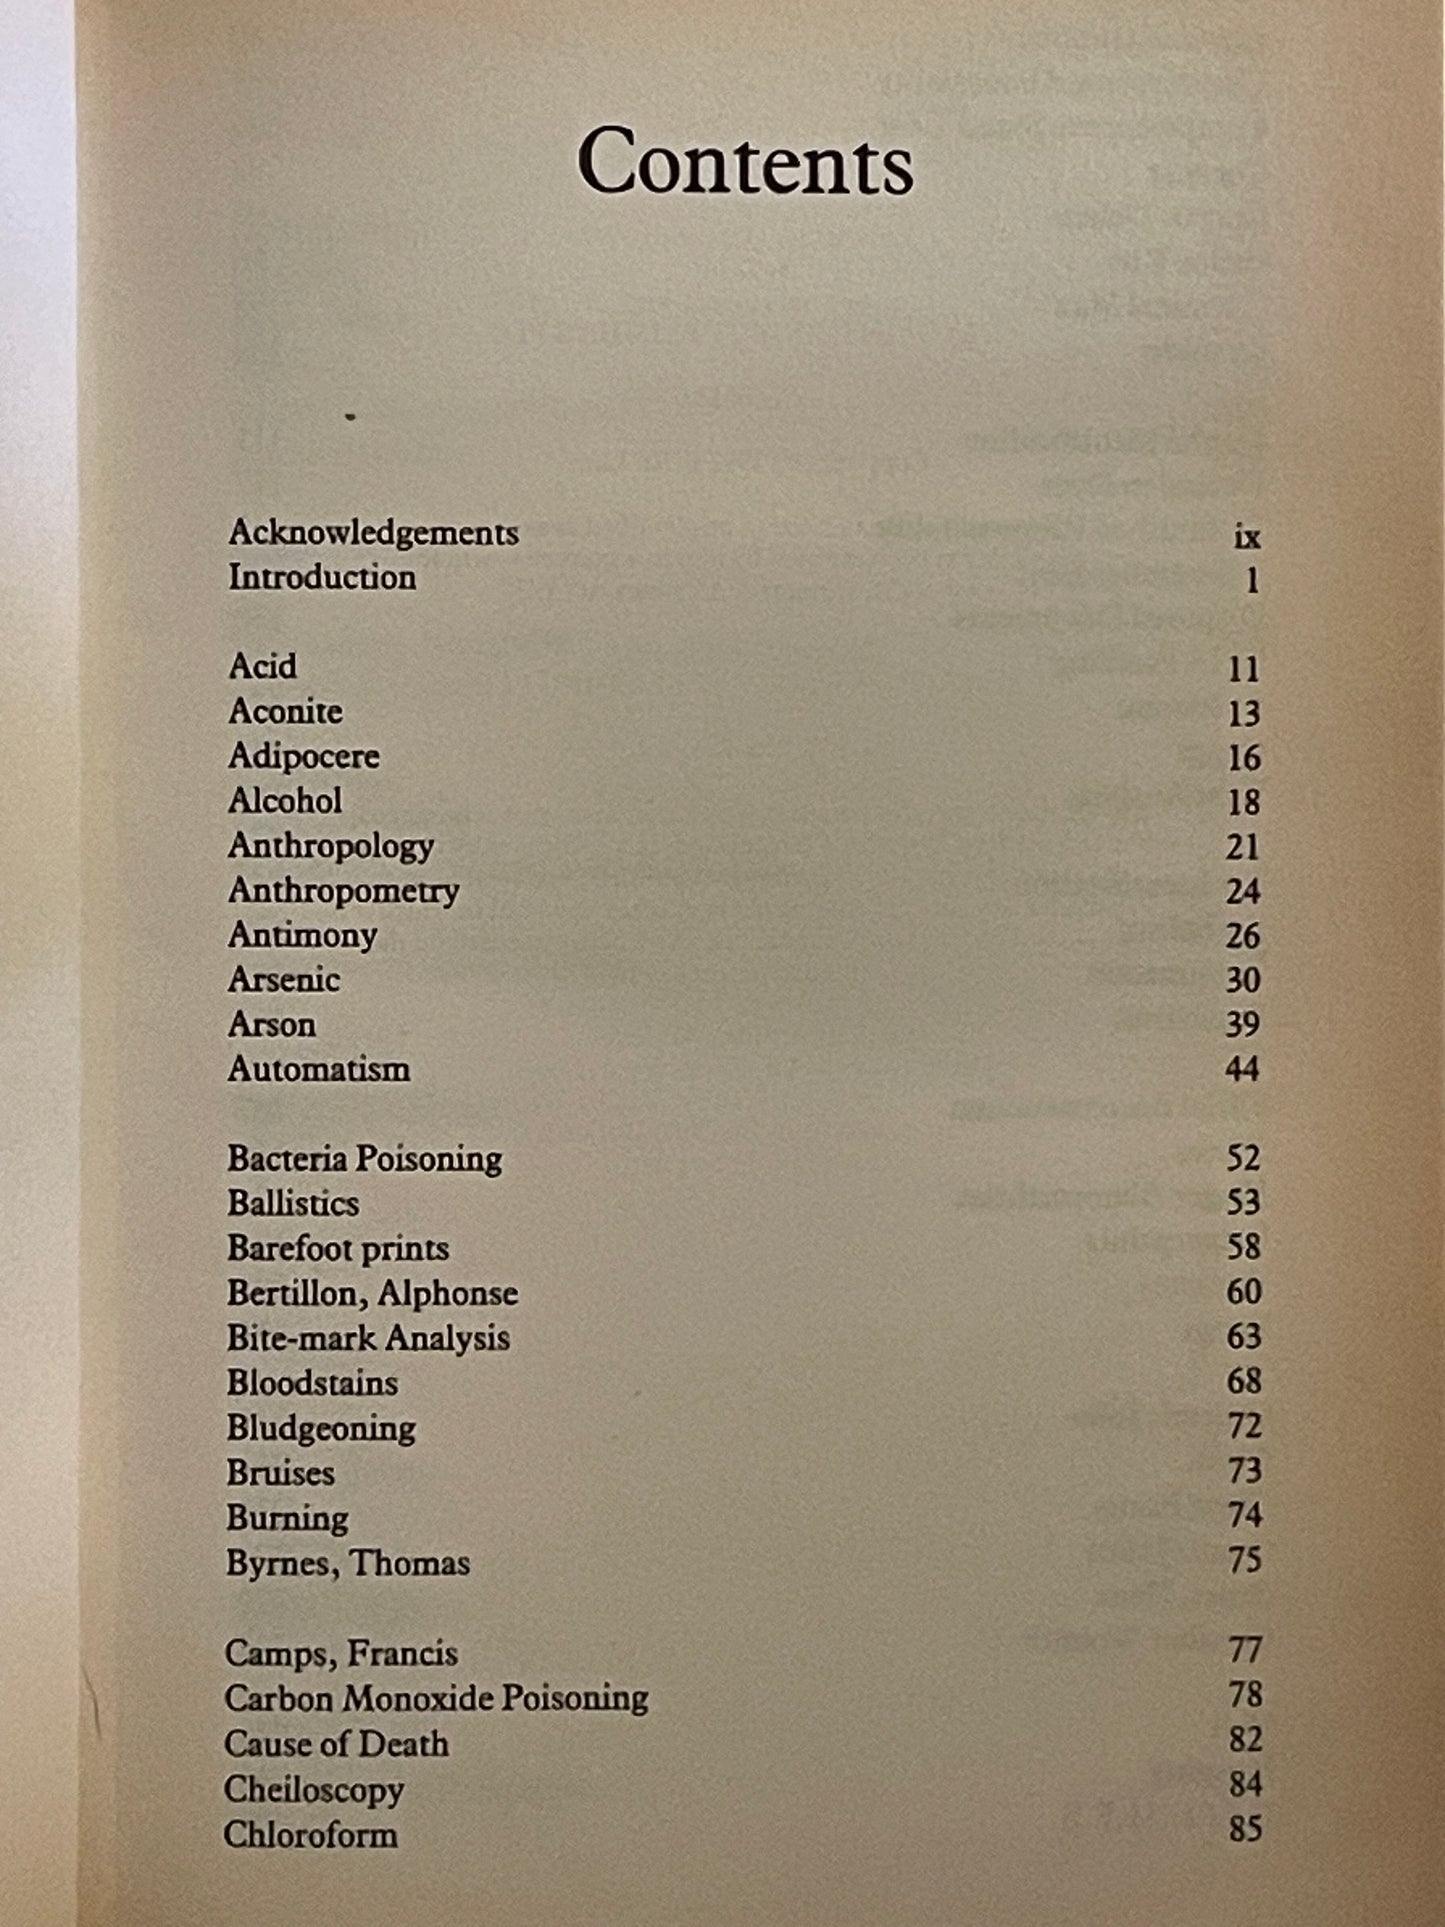 Contents
Acknowledgements ix
Introduction 1
Acid 11
Aconite 13
Adipocere 16
Alcohol 18
Anthropology 21
Anthropometry 24
Antimony 26
Arsenic 30
Arson 39
Automatism 44
Bacteria Poisoning 52
Ballistics 53
Barefoot prints 58
Bertillon, Alphonse 60
Bite-mark Analysis 63
Bloodstains 68
Bludgeoning 72
Bruises 73
Burning 74
Byrnes, Thomas 75
Camps, Francis 77
Carbon Monoxide Poisoning 78
Cause of Death 82
Cheiloscopy 84
Chloroform 85